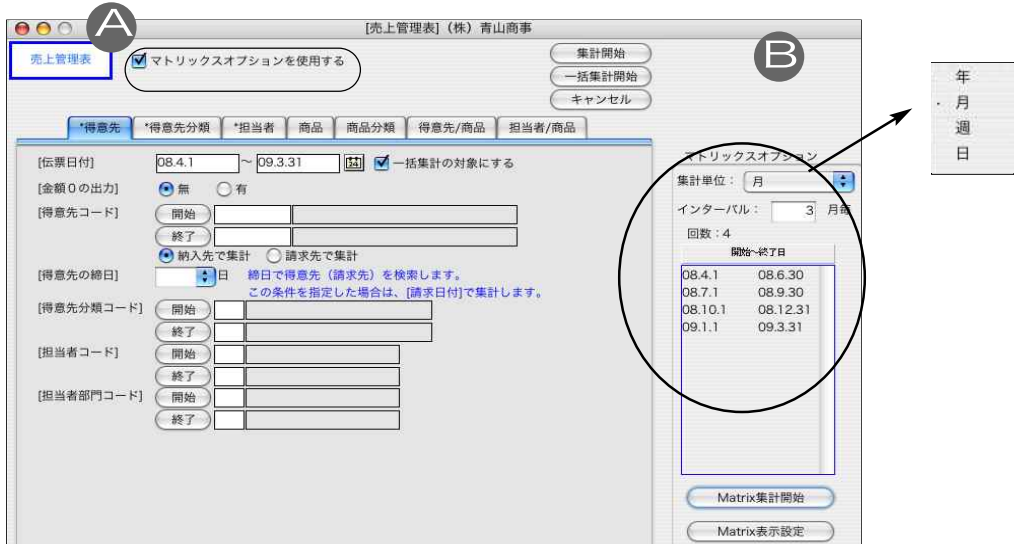 [売上管理表] (株) 青山商事
A
B
売上管理表
マトリックスオプションを使用する
集計開始
一括集計開始
キャンセル
*得意先 *得意先分類 *担当者 商品 商品分類 得意先/商品 担当者/商品
[伝票日付] 08.4.1 ~ 09.3.31 一括集計の対象にする
[金額0の出力] 無 有
[得意先コード] 開始
終了
納入先で集計 請求先で集計
[得意先の締日] 日 締日で得意先(請求先)を検索します。
この条件を指定した場合は、[請求日付]で集計します。
[得意先分類コード] 開始
終了
[担当者コード] 開始
終了
[担当者部門コード] 開始
終了
マトリックスオプション
集計単位: 月
インターバル: 3 月毎
回数:4
開始~終了日
08.4.1 08.6.30
08.7.1 08.9.30
08.10.1 08.12.31
09.1.1 09.3.31
Matrix集計開始
Matrix表示設定
年
・月
週
日